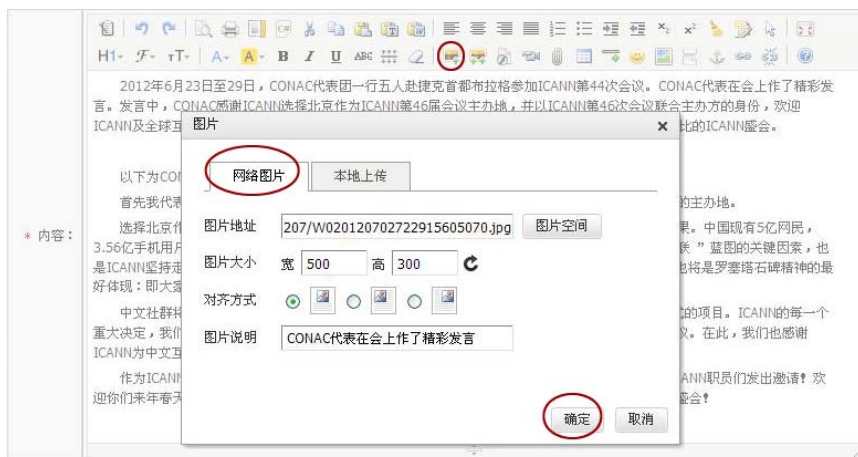 H1- F- тT- A- A- B I U ABC
2012年6月23日至29日，CONAC代表团一行五人赴捷克首都布拉格参加ICANN第44次会议。CONAC代表在会上作了精彩发
言。发言中，CONAC感谢ICANN选择北京作为ICANN第46届会议主办地，并以ICANN第46次会议联合主办方的身份，欢迎
ICANN及全球互 比的ICANN盛会。
图片 ×
以下为CON
网络图片 本地上传
首先我代表 的主办地。
选择北京作 果。中国现有5亿网民，
* 内容：
图片地址 207/W020120702722915605070.jpg 图片空间
3.56亿手机用户 联 ”蓝图的关键因素，也
是ICANN坚持走 也将是罗塞塔石碑精神的最
图片大小 宽 500 高 300
好体现：即大家
对齐方式
中文社群将 的项目。ICANN的每一个
重大决定，我们 议。在此，我们也感谢
图片说明 CONAC代表在会上作了精彩发言
ICANN为中文互
作为ICANN ANN职员们发出邀请！欢
迎你们来年春天 盛会！
确定 取消